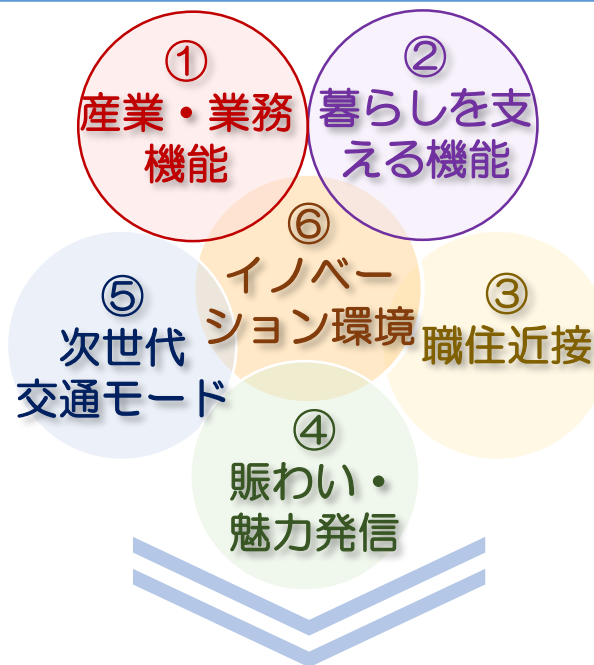 ①
産業・業務
機能
②
暮らしを支
える機能
⑥
イノベー
ション環境
③
職住近接
⑤
次世代
交通モード
④
賑わい・
魅力発信